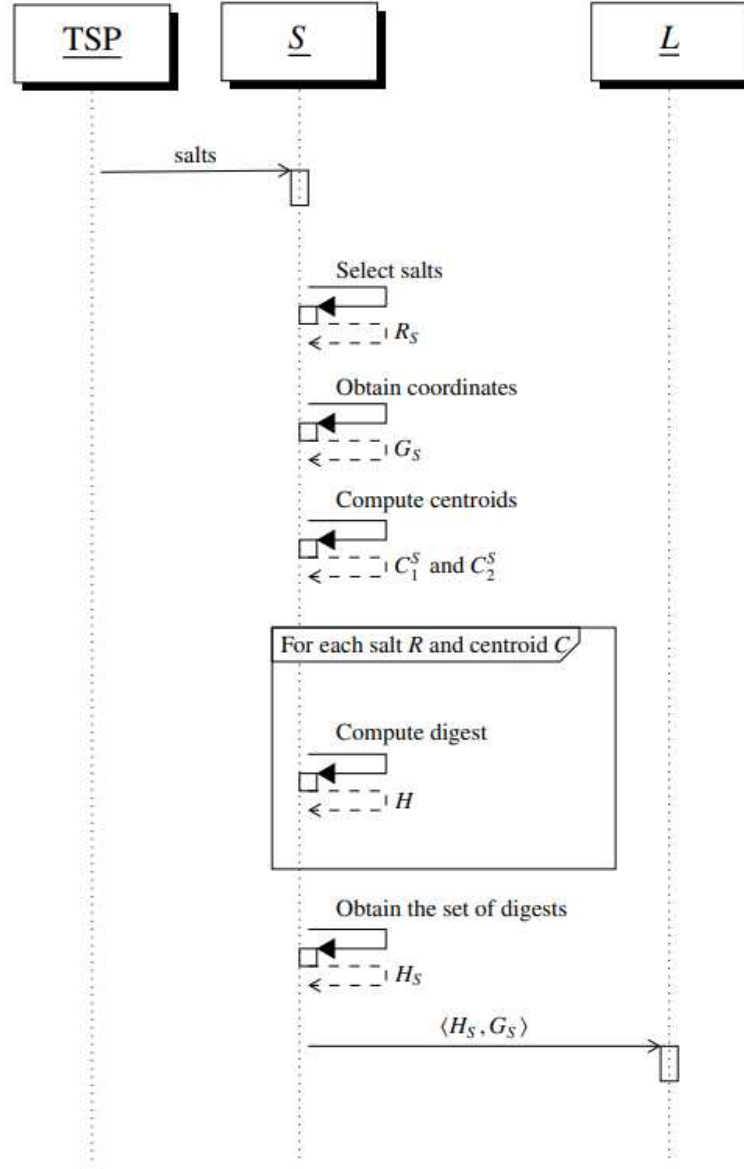 TSP
S
L
salts
Select salts
R_S
Obtain coordinates
G_S
Compute centroids
C_1^S and C_2^S
For each salt R and centroid C
Compute digest
H
Obtain the set of digests
H_S
⟨H_S, G_S⟩